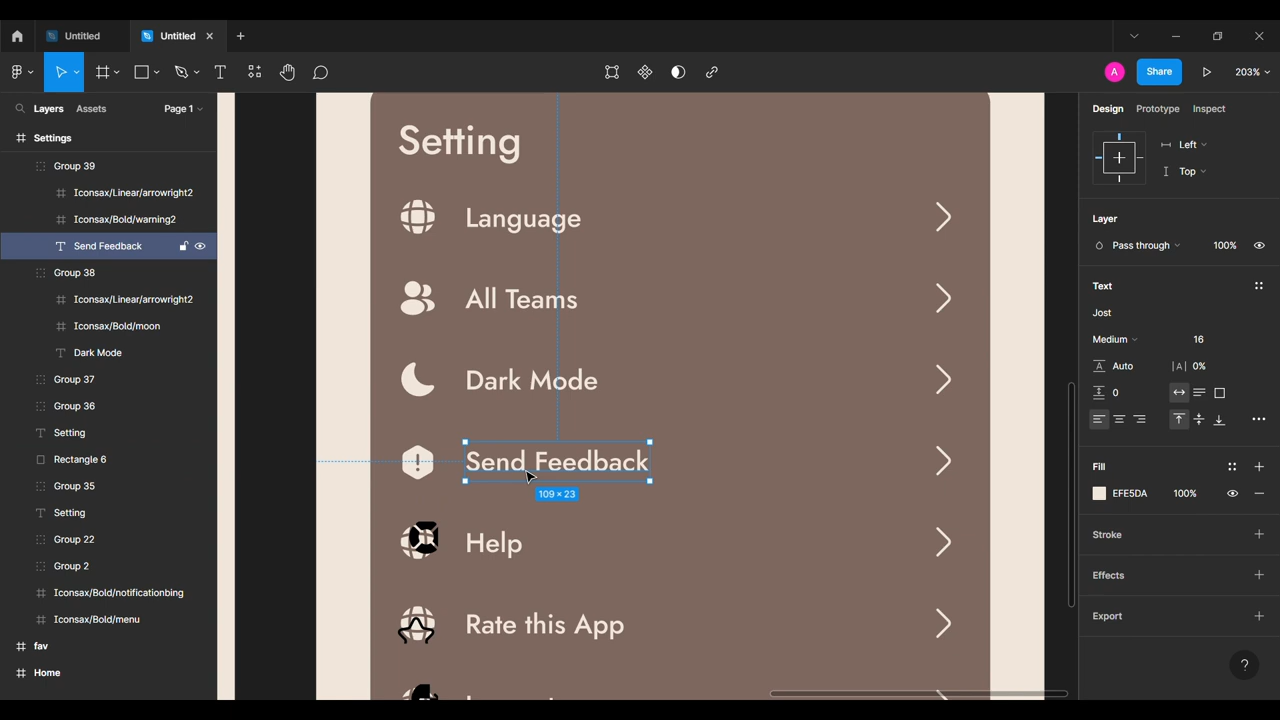 Untitled
Untitled
Share
203%
Layers
Assets
Page 1
Settings
Group 39
Iconsax/Linear/arrowright2
Iconsax/Bold/warning2
Send Feedback
Group 38
Iconsax/Linear/arrowright2
Iconsax/Bold/moon
Dark Mode
Group 37
Group 36
Setting
Rectangle 6
Group 35
Setting
Group 22
Group 2
Iconsax/Bold/notificationbing
Iconsax/Bold/menu
fav
Home
Setting
Language
All Teams
Dark Mode
Send Feedback
109 × 23
Help
Rate this App
Design
Prototype
Inspect
Left
Top
Layer
Pass through
100%
Text
Jost
Medium
16
Auto
|A| 0%
0
Fill
EFE5DA
100%
Stroke
Effects
Export
?
A